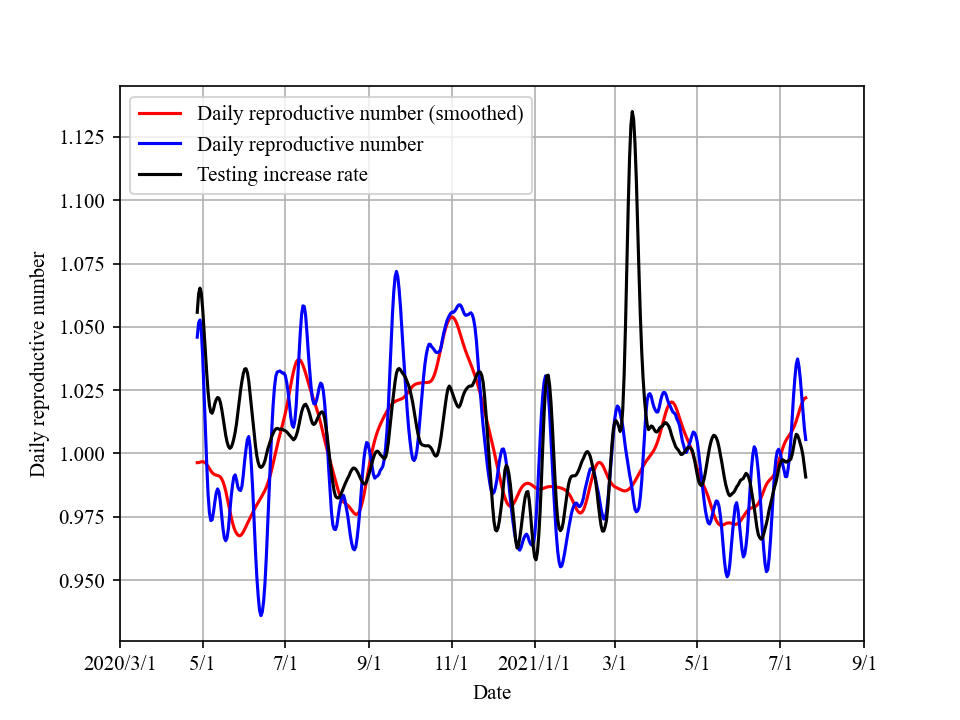 Daily reproductive number (smoothed)
Daily reproductive number
Testing increase rate
1.125
1.100
1.075
1.050
1.025
1.000
0.975
0.950
Daily reproductive number
2020/3/1 5/1 7/1 9/1 11/1 2021/1/1 3/1 5/1 7/1 9/1
Date